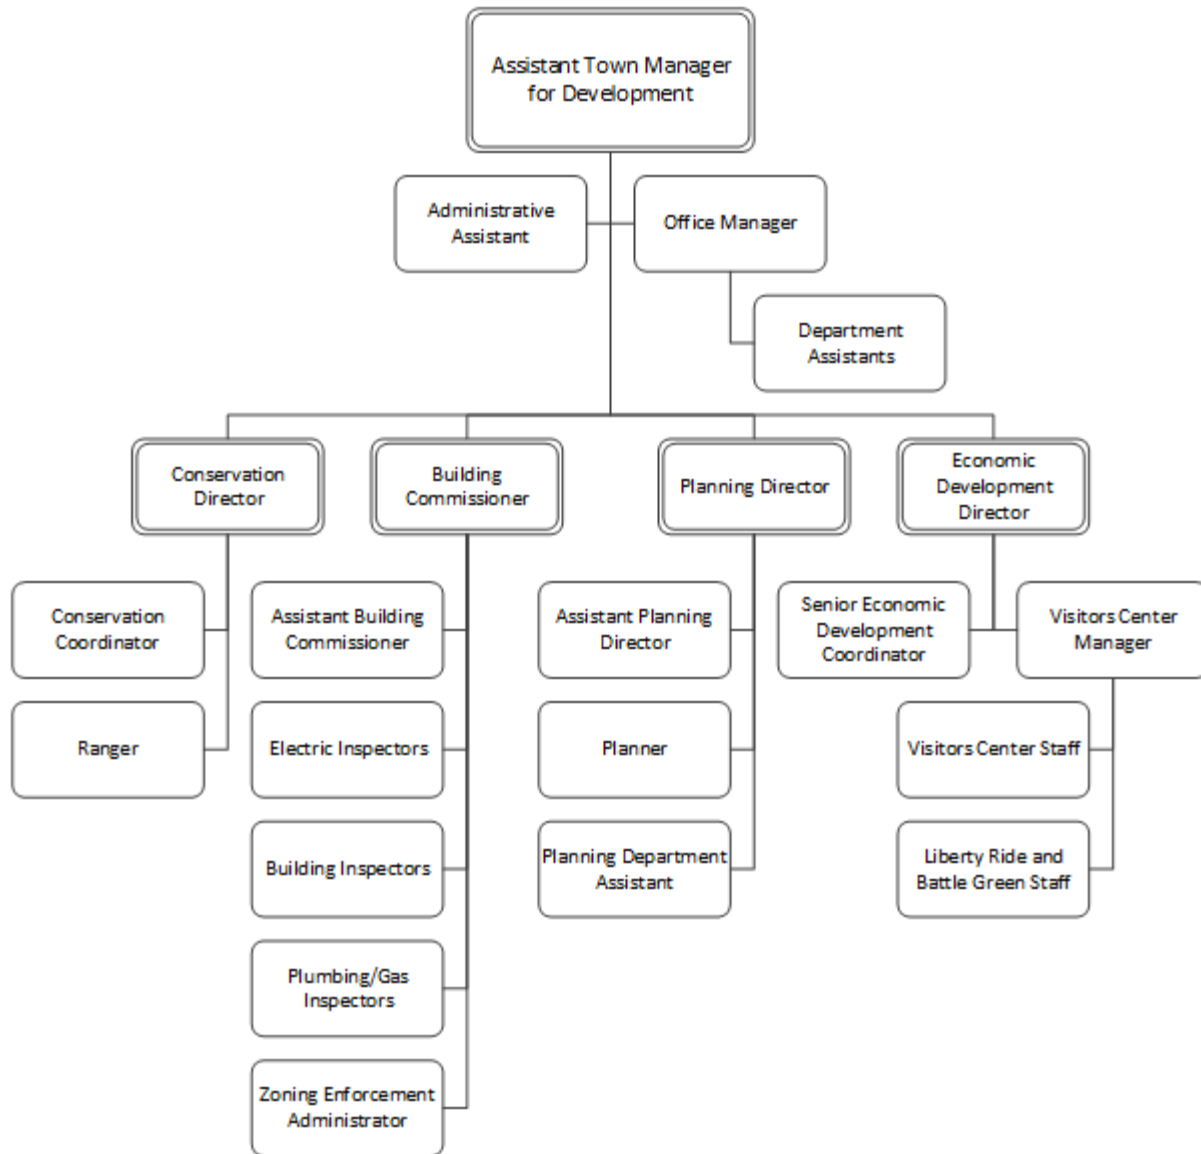 Assistant Town Manager
for Development
Administrative
Assistant
Office Manager
Department
Assistants
Conservation
Director
Building
Commissioner
Planning Director
Economic
Development
Director
Conservation
Coordinator
Ranger
Assistant Building
Commissioner
Electric Inspectors
Building Inspectors
Plumbing/Gas
Inspectors
Zoning Enforcement
Administrator
Assistant Planning
Director
Planner
Planning Department
Assistant
Senior Economic
Development
Coordinator
Visitors Center
Manager
Visitors Center Staff
Liberty Ride and
Battle Green Staff